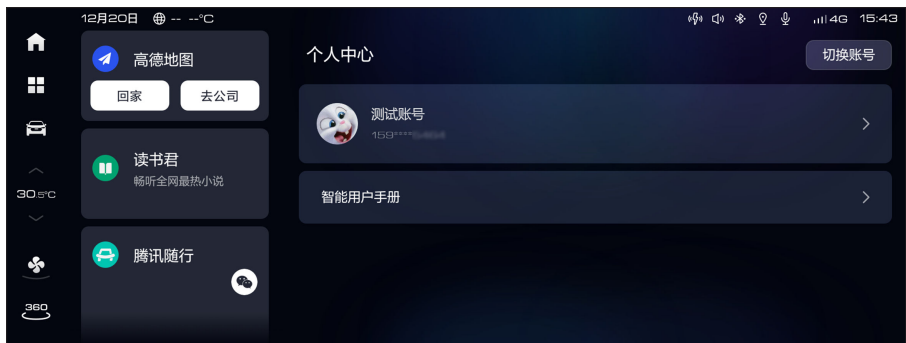 12月20日 -- --°C
4G 15:43
高德地图
回家 去公司
读书君
畅听全网最热小说
腾讯随行
30.5°C
360
个人中心
切换账号
测试账号
159****
智能用户手册